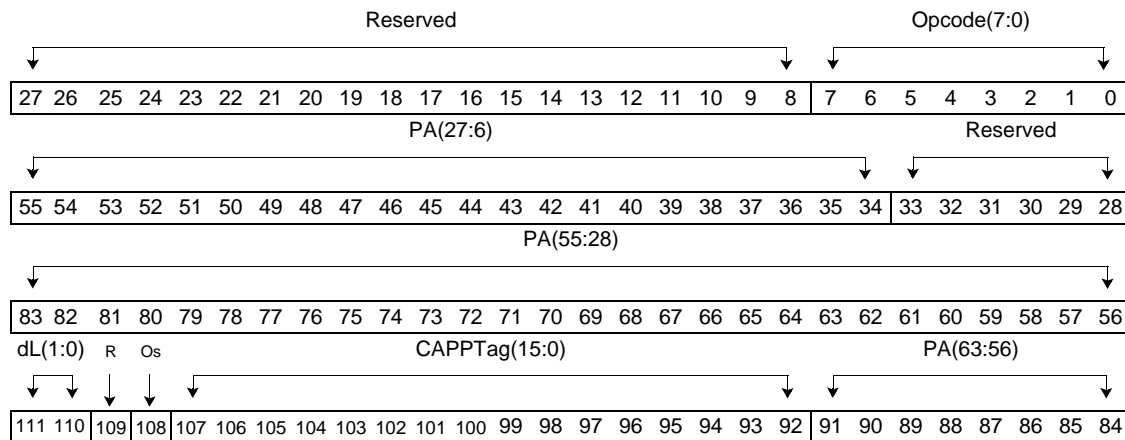 Reserved Opcode(7:0)
27 26 25 24 23 22 21 20 19 18 17 16 15 14 13 12 11 10 9 8 7 6 5 4 3 2 1 0
PA(27:6) Reserved
55 54 53 52 51 50 49 48 47 46 45 44 43 42 41 40 39 38 37 36 35 34 33 32 31 30 29 28
PA(55:28)
83 82 81 80 79 78 77 76 75 74 73 72 71 70 69 68 67 66 65 64 63 62 61 60 59 58 57 56
dL(1:0) R Os CAPPTag(15:0) PA(63:56)
111 110 109 108 107 106 105 104 103 102 101 100 99 98 97 96 95 94 93 92 91 90 89 88 87 86 85 84